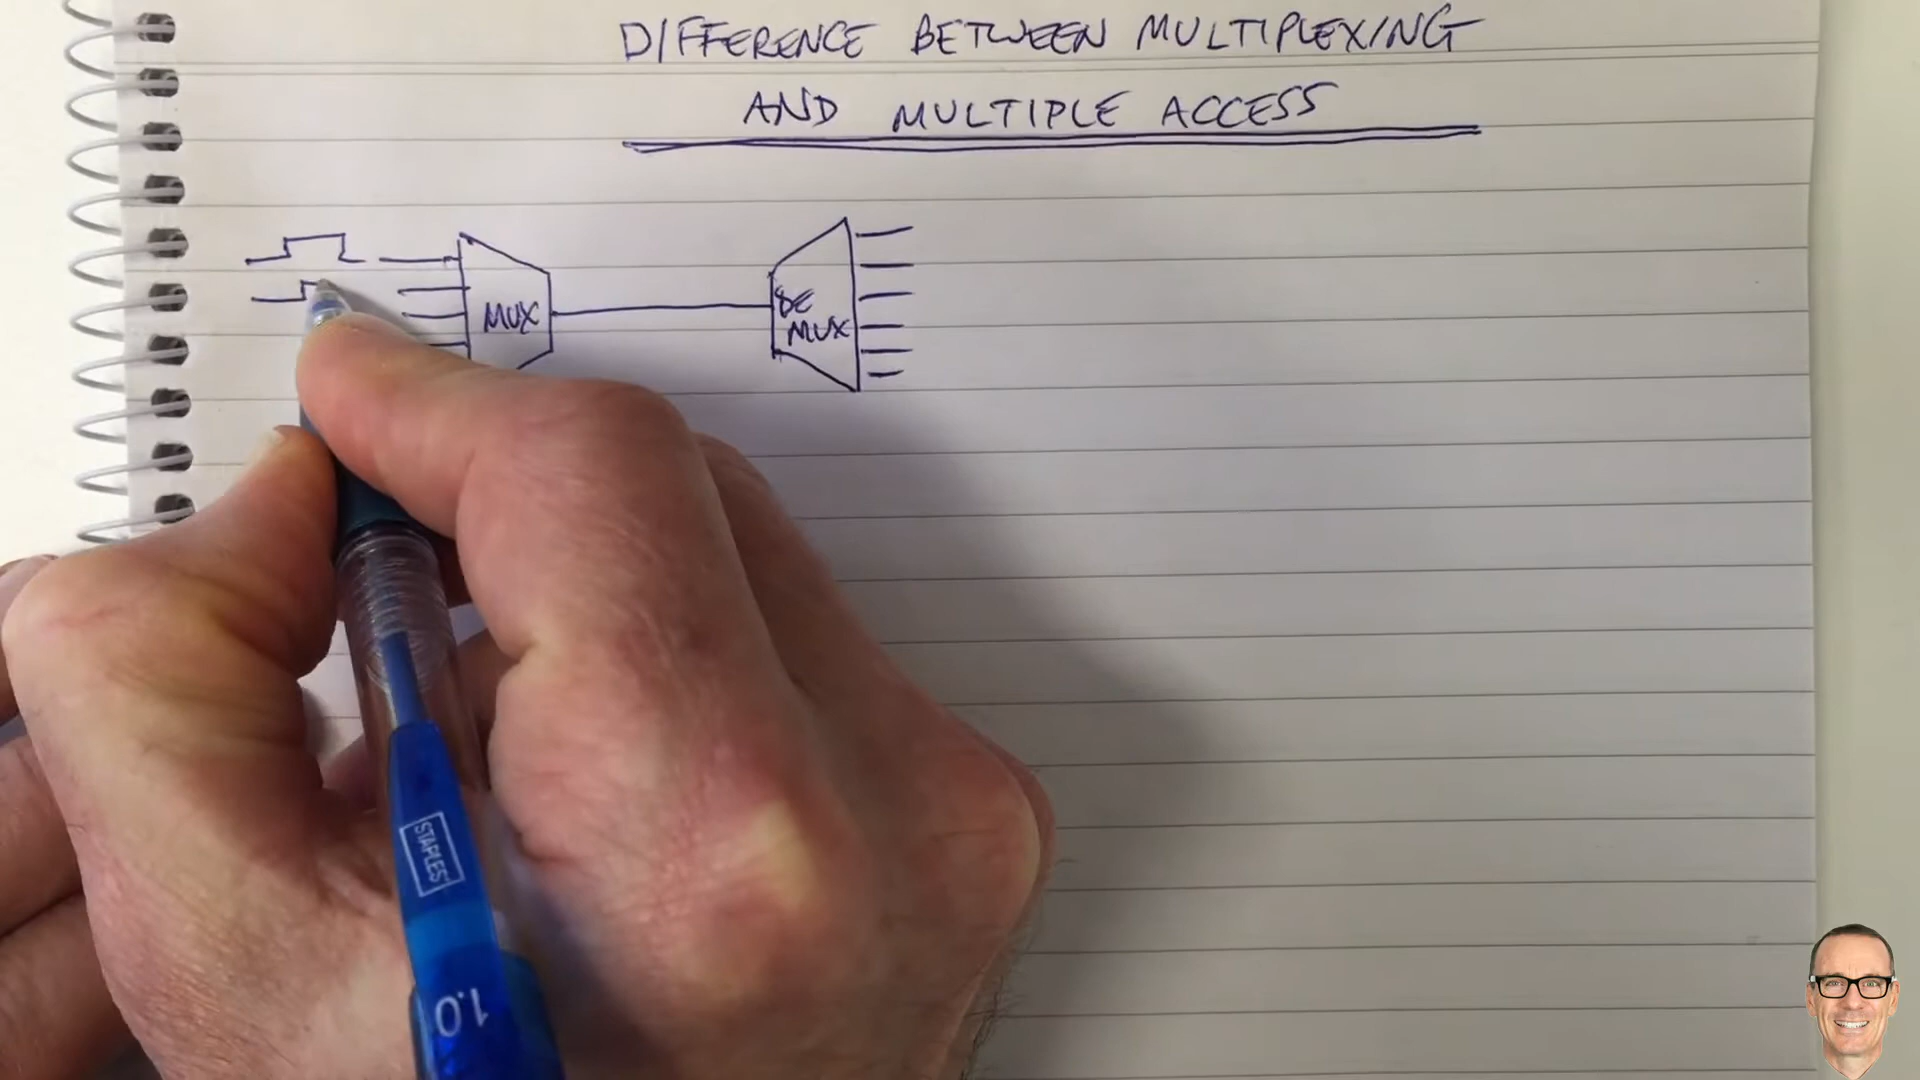 DIFFERENCE BETWEEN MULTIPLEXING
AND MULTIPLE ACCESS
MUX
DE
MUX
STAPLES
1.0